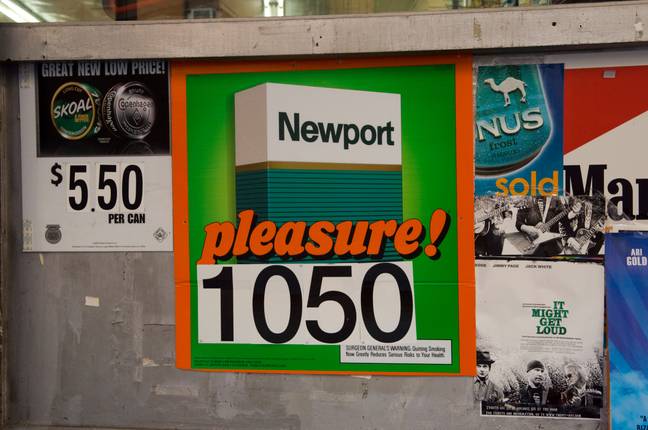 GREAT NEW LOW PRICE!
SKOAL
Copenhagen
$5.50
PER CAN
Newport
pleasure!
1050
SURGEON GENERAL'S WARNING: Quitting Smoking
Now Greatly Reduces Serious Risks to Your Health.
NUS
frost
sold
Mar
JIMMY PAGE JACK WHITE
IT
MIGHT
GET
LOUD
ARI
GOLD